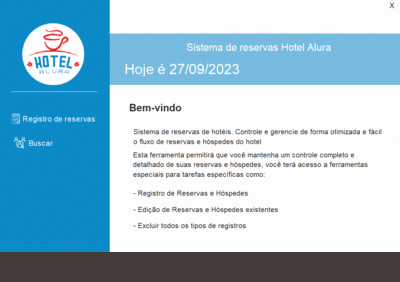 X
HOTEL
ALURA
Registro de reservas
Buscar
Sistema de reservas Hotel Alura
Hoje é 27/09/2023
Bem-vindo
Sistema de reservas de hotéis. Controle e gerencie de forma otimizada e fácil
o fluxo de reservas e hóspedes do hotel
Esta ferramenta permitirá que você mantenha um controle completo e
detalhado de suas reservas e hóspedes, você terá acesso a ferramentas
especiais para tarefas específicas como:
- Registro de Reservas e Hóspedes
- Edição de Reservas e Hóspedes existentes
- Excluir todos os tipos de registros